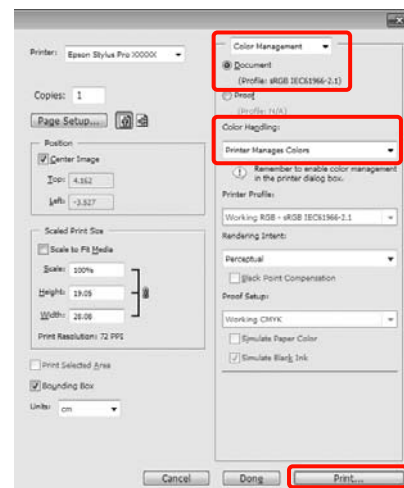 Printer: Epson Stylus Pro XXXXX
Copies: 1
Page Setup...
Position
Center Image
Top: 4.162
Left: -3.527
Scaled Print Size
Scale to Fit Media
Scale: 100%
Height: 19.05
Width: 28.08
Print Resolution: 72 PPI
Print Selected Area
Bounding Box
Units: cm
Color Management
Document
(Profile: sRGB IEC61966-2.1)
Proof
(Profile: N/A)
Color Handling:
Printer Manages Colors
Remember to enable color management
in the printer dialog box.
Printer Profile:
Working RGB - sRGB IEC61966-2.1
Rendering Intent:
Perceptual
Black Point Compensation
Proof Setup:
Working CMYK
Simulate Paper Color
Simulate Black Ink
Cancel
Done
Print...